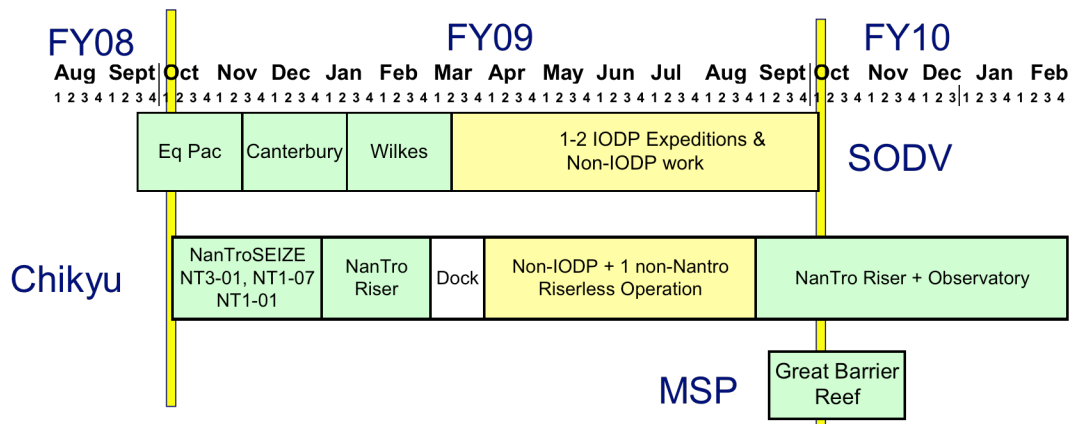 FY08 FY09 FY10
Aug Sept Oct Nov Dec Jan Feb Mar Apr May Jun Jul Aug Sept Oct Nov Dec Jan Feb
1 2 3 4 1 2 3 4 1 2 3 4 1 2 3 4 1 2 3 4 1 2 3 4 1 2 3 4 1 2 3 4 1 2 3 4 1 2 3 4 1 2 3 4 1 2 3 4 1 2 3 4 1 2 3 4 1 2 3 4 1 2 3 4 1 2 3 1 2 3 4 1 2 3 4
Eq Pac
Canterbury
Wilkes
1-2 IODP Expeditions &
Non-IODP work
SODV
Chikyu
NanTroSEIZE
NT3-01, NT1-07
NT1-01
NanTro
Riser
Dock
Non-IODP + 1 non-Nantro
Riserless Operation
NanTro Riser + Observatory
MSP
Great Barrier
Reef